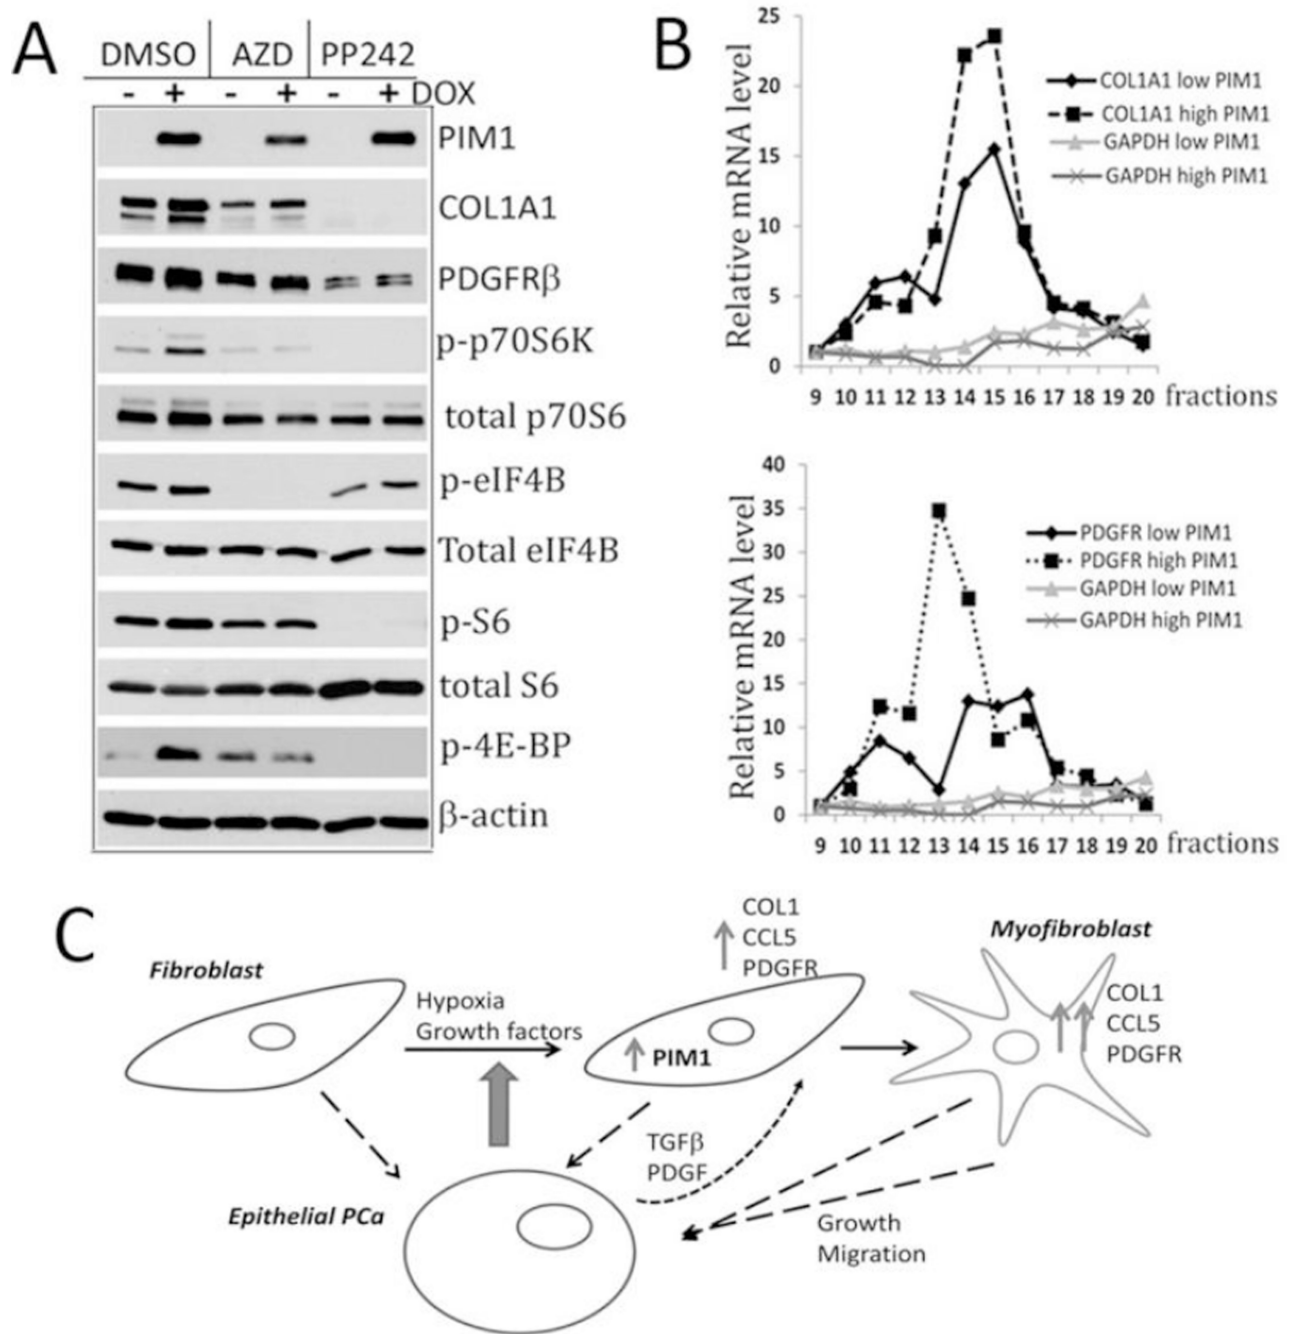 A
DMSO AZD PP242
- + - + - + DOX
PIM1
COL1A1
PDGFRβ
p-p70S6K
total p70S6
p-eIF4B
Total eIF4B
p-S6
total S6
p-4E-BP
β-actin
B
Relative mRNA level
25
20
15
10
5
0
COL1A1 low PIM1
COL1A1 high PIM1
GAPDH low PIM1
GAPDH high PIM1
9 10 11 12 13 14 15 16 17 18 19 20 fractions
Relative mRNA level
40
35
30
25
20
15
10
5
0
PDGFR low PIM1
PDGFR high PIM1
GAPDH low PIM1
GAPDH high PIM1
9 10 11 12 13 14 15 16 17 18 19 20 fractions
C
Fibroblast
Hypoxia
Growth factors
COL1
CCL5
PDGFR
PIM1
Myofibroblast
COL1
CCL5
PDGFR
TGFβ
PDGF
Epithelial PCa
Growth
Migration